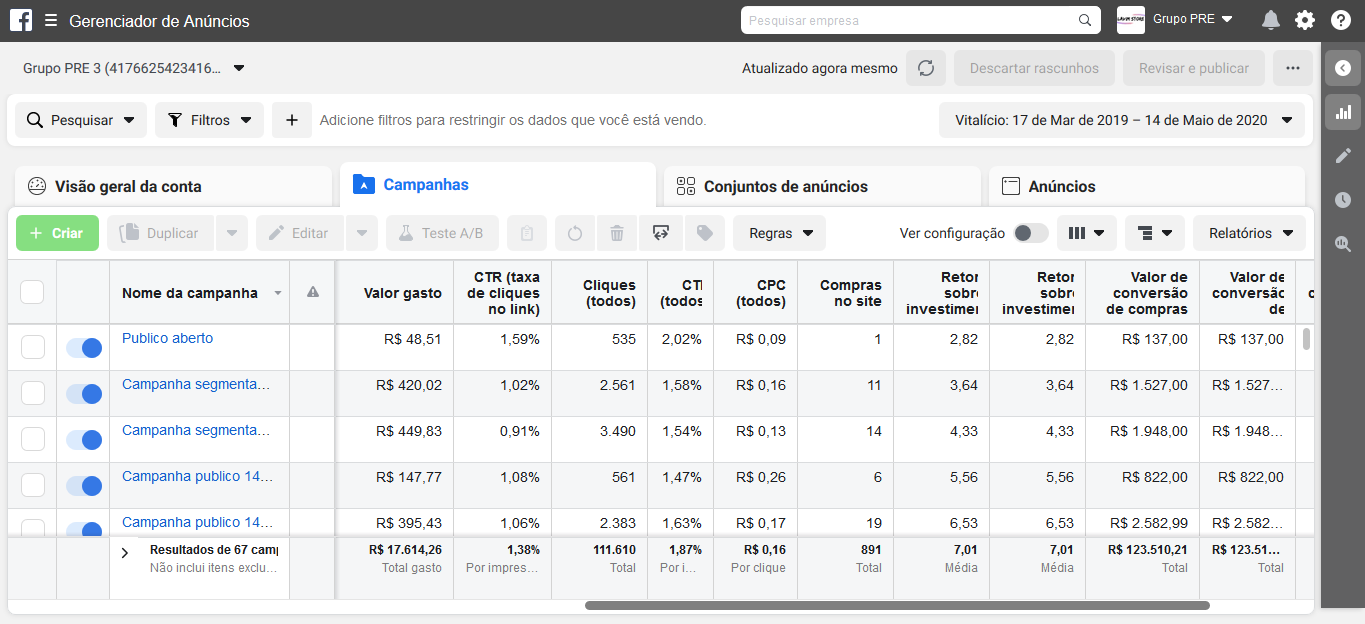 Gerenciador de Anúncios
Pesquisar empresa
LAVIM STORE
Grupo PRE
Grupo PRE 3 (4176625423416...
Atualizado agora mesmo
Descartar rascunhos
Revisar e publicar
Pesquisar
Filtros
Adicione filtros para restringir os dados que você está vendo.
Vitalício: 17 de Mar de 2019 – 14 de Maio de 2020
Visão geral da conta
Campanhas
Conjuntos de anúncios
Anúncios
+ Criar
Duplicar
Editar
Teste A/B
Regras
Ver configuração
Relatórios
Nome da campanha
Valor gasto
CTR (taxa
de cliques
no link)
Cliques
(todos)
CTI
(todos
CPC
(todos)
Compras
no site
Retor
sobre
investimer
Retor
sobre
investimer
Valor de
conversão
de compras
Valor de
conversão
de
c
Publico aberto R$ 48,51 1,59% 535 2,02% R$ 0,09 1 2,82 2,82 R$ 137,00 R$ 137,00
Campanha segmenta... R$ 420,02 1,02% 2.561 1,58% R$ 0,16 11 3,64 3,64 R$ 1.527,00 R$ 1.527...
Campanha segmenta... R$ 449,83 0,91% 3.490 1,54% R$ 0,13 14 4,33 4,33 R$ 1.948,00 R$ 1.948...
Campanha publico 14... R$ 147,77 1,08% 561 1,47% R$ 0,26 6 5,56 5,56 R$ 822,00 R$ 822,00
Campanha publico 14... R$ 395,43 1,06% 2.383 1,63% R$ 0,17 19 6,53 6,53 R$ 2.582,99 R$ 2.582...
Resultados de 67 camp R$ 17.614,26 1,38% 111.610 1,87% R$ 0,16 891 7,01 7,01 R$ 123.510,21 R$ 123.51...
Não inclui itens exclu... Total gasto Por impres... Total Por i... Por clique Total Média Média Total Total